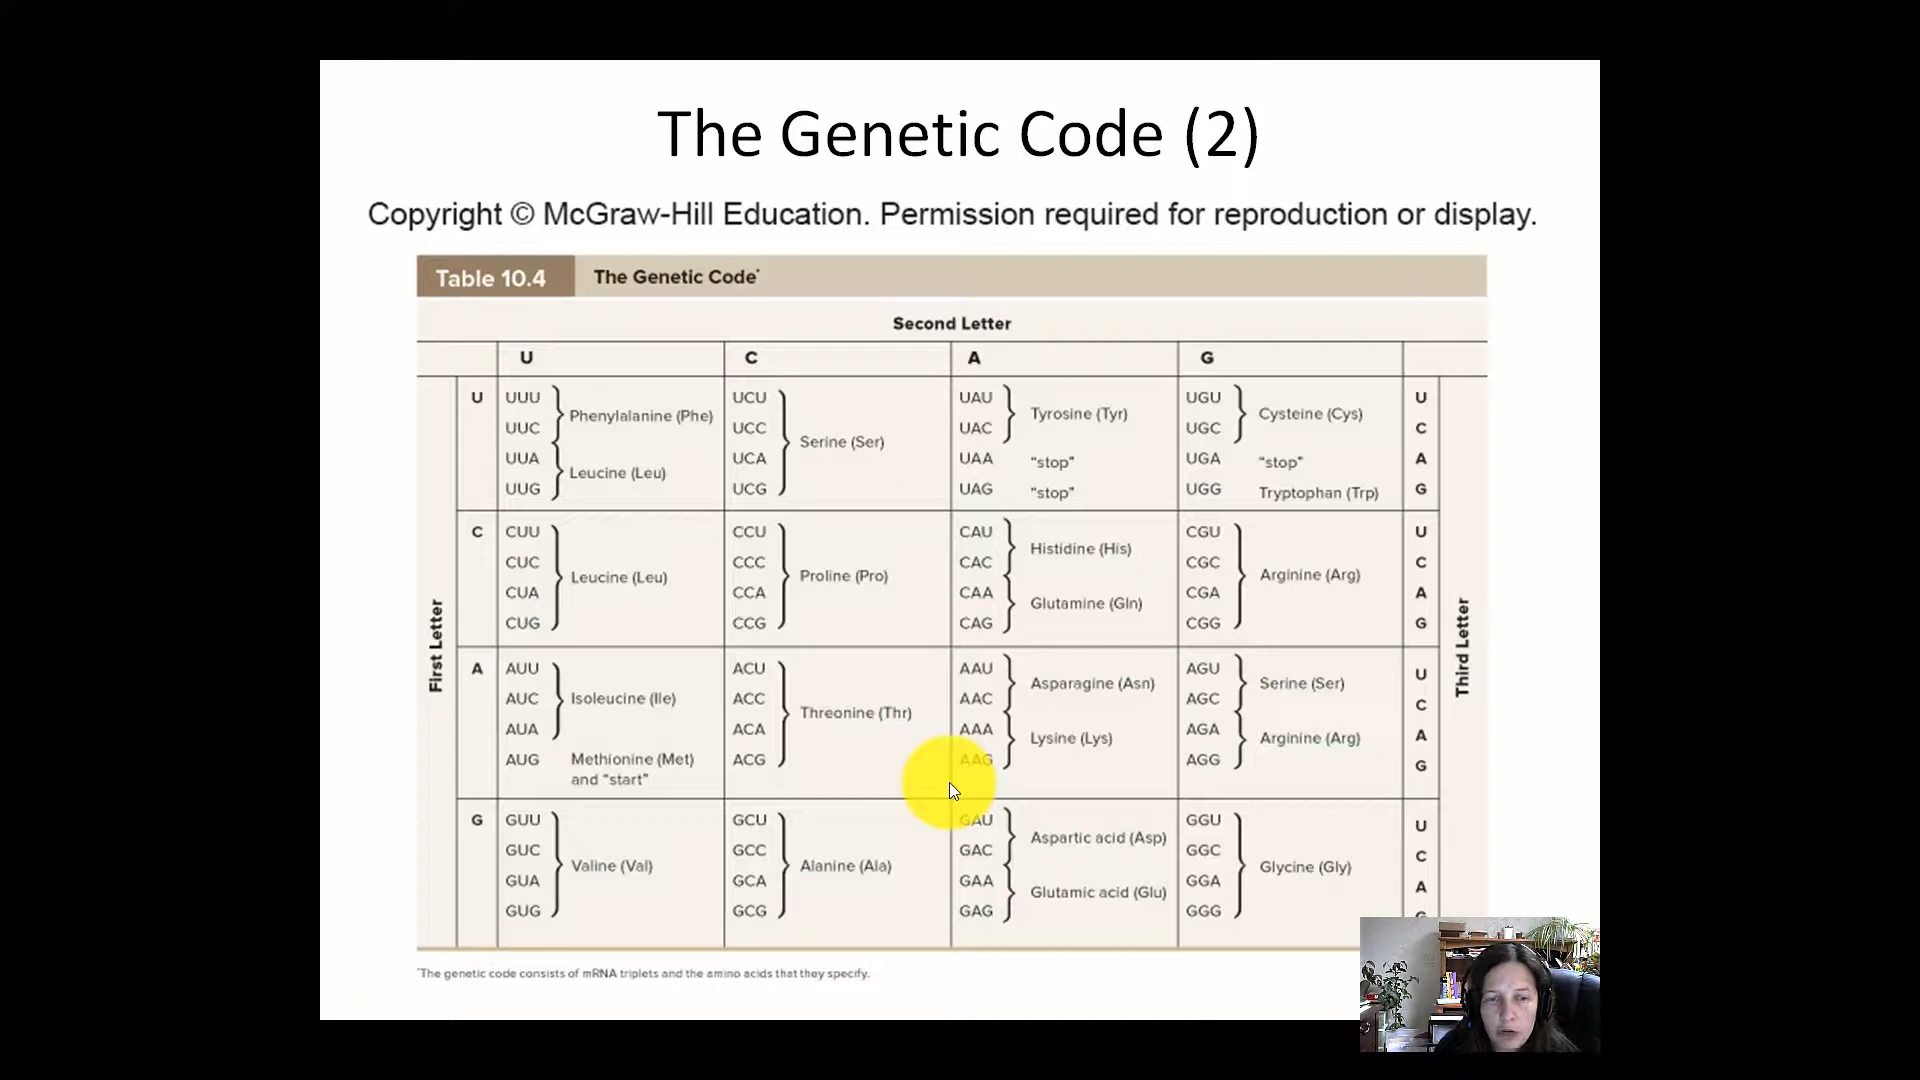 The Genetic Code (2)
Copyright © McGraw-Hill Education. Permission required for reproduction or display.
Table 10.4 The Genetic Code*
Second Letter
U C A G
First Letter
Third Letter
U UUU Phenylalanine (Phe) UCU Serine (Ser) UAU Tyrosine (Tyr) UGU Cysteine (Cys) U
UUC UCC UAC UGC C
UUA Leucine (Leu) UCA UAA "stop" UGA "stop" A
UUG UCG UAG "stop" UGG Tryptophan (Trp) G
C CUU Leucine (Leu) CCU Proline (Pro) CAU Histidine (His) CGU Arginine (Arg) U
CUC CCC CAC CGC C
CUA CCA CAA Glutamine (Gln) CGA A
CUG CCG CAG CGG G
A AUU Isoleucine (Ile) ACU Threonine (Thr) AAU Asparagine (Asn) AGU Serine (Ser) U
AUC ACC AAC AGC C
AUA ACA AAA Lysine (Lys) AGA Arginine (Arg) A
AUG Methionine (Met) ACG AAG AGG G
and "start"
G GUU Valine (Val) GCU Alanine (Ala) GAU Aspartic acid (Asp) GGU Glycine (Gly) U
GUC GCC GAC GGC C
GUA GCA GAA Glutamic acid (Glu) GGA A
GUG GCG GAG GGG G
*The genetic code consists of mRNA triplets and the amino acids that they specify.